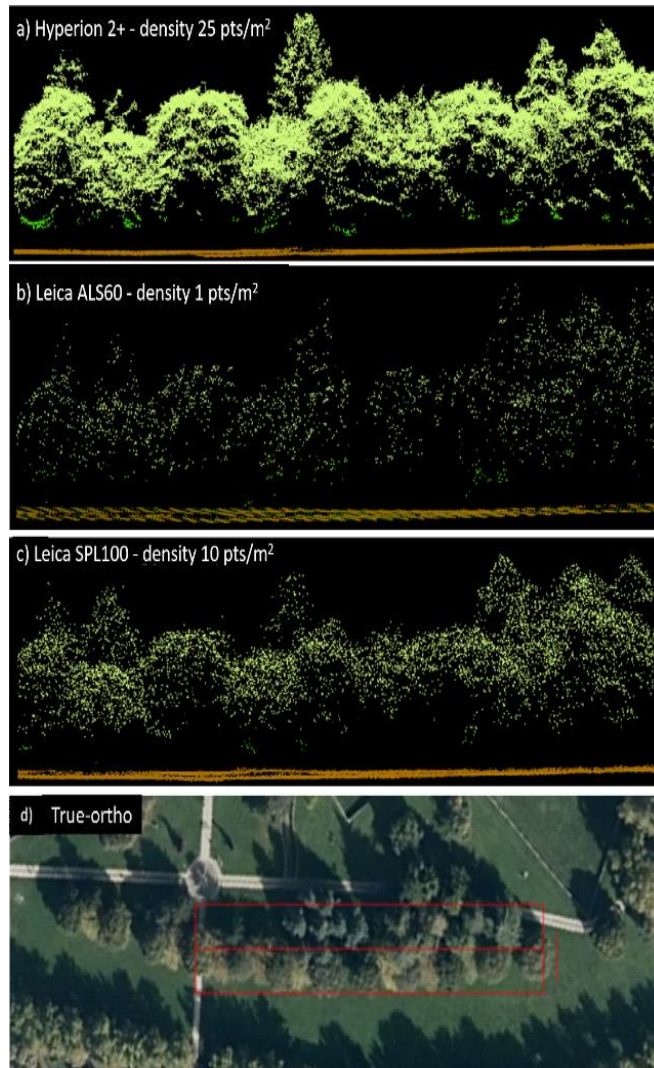 a) Hyperion 2+ - density 25 pts/m²
b) Leica ALS60 - density 1 pts/m²
c) Leica SPL100 - density 10 pts/m²
d) True-ortho